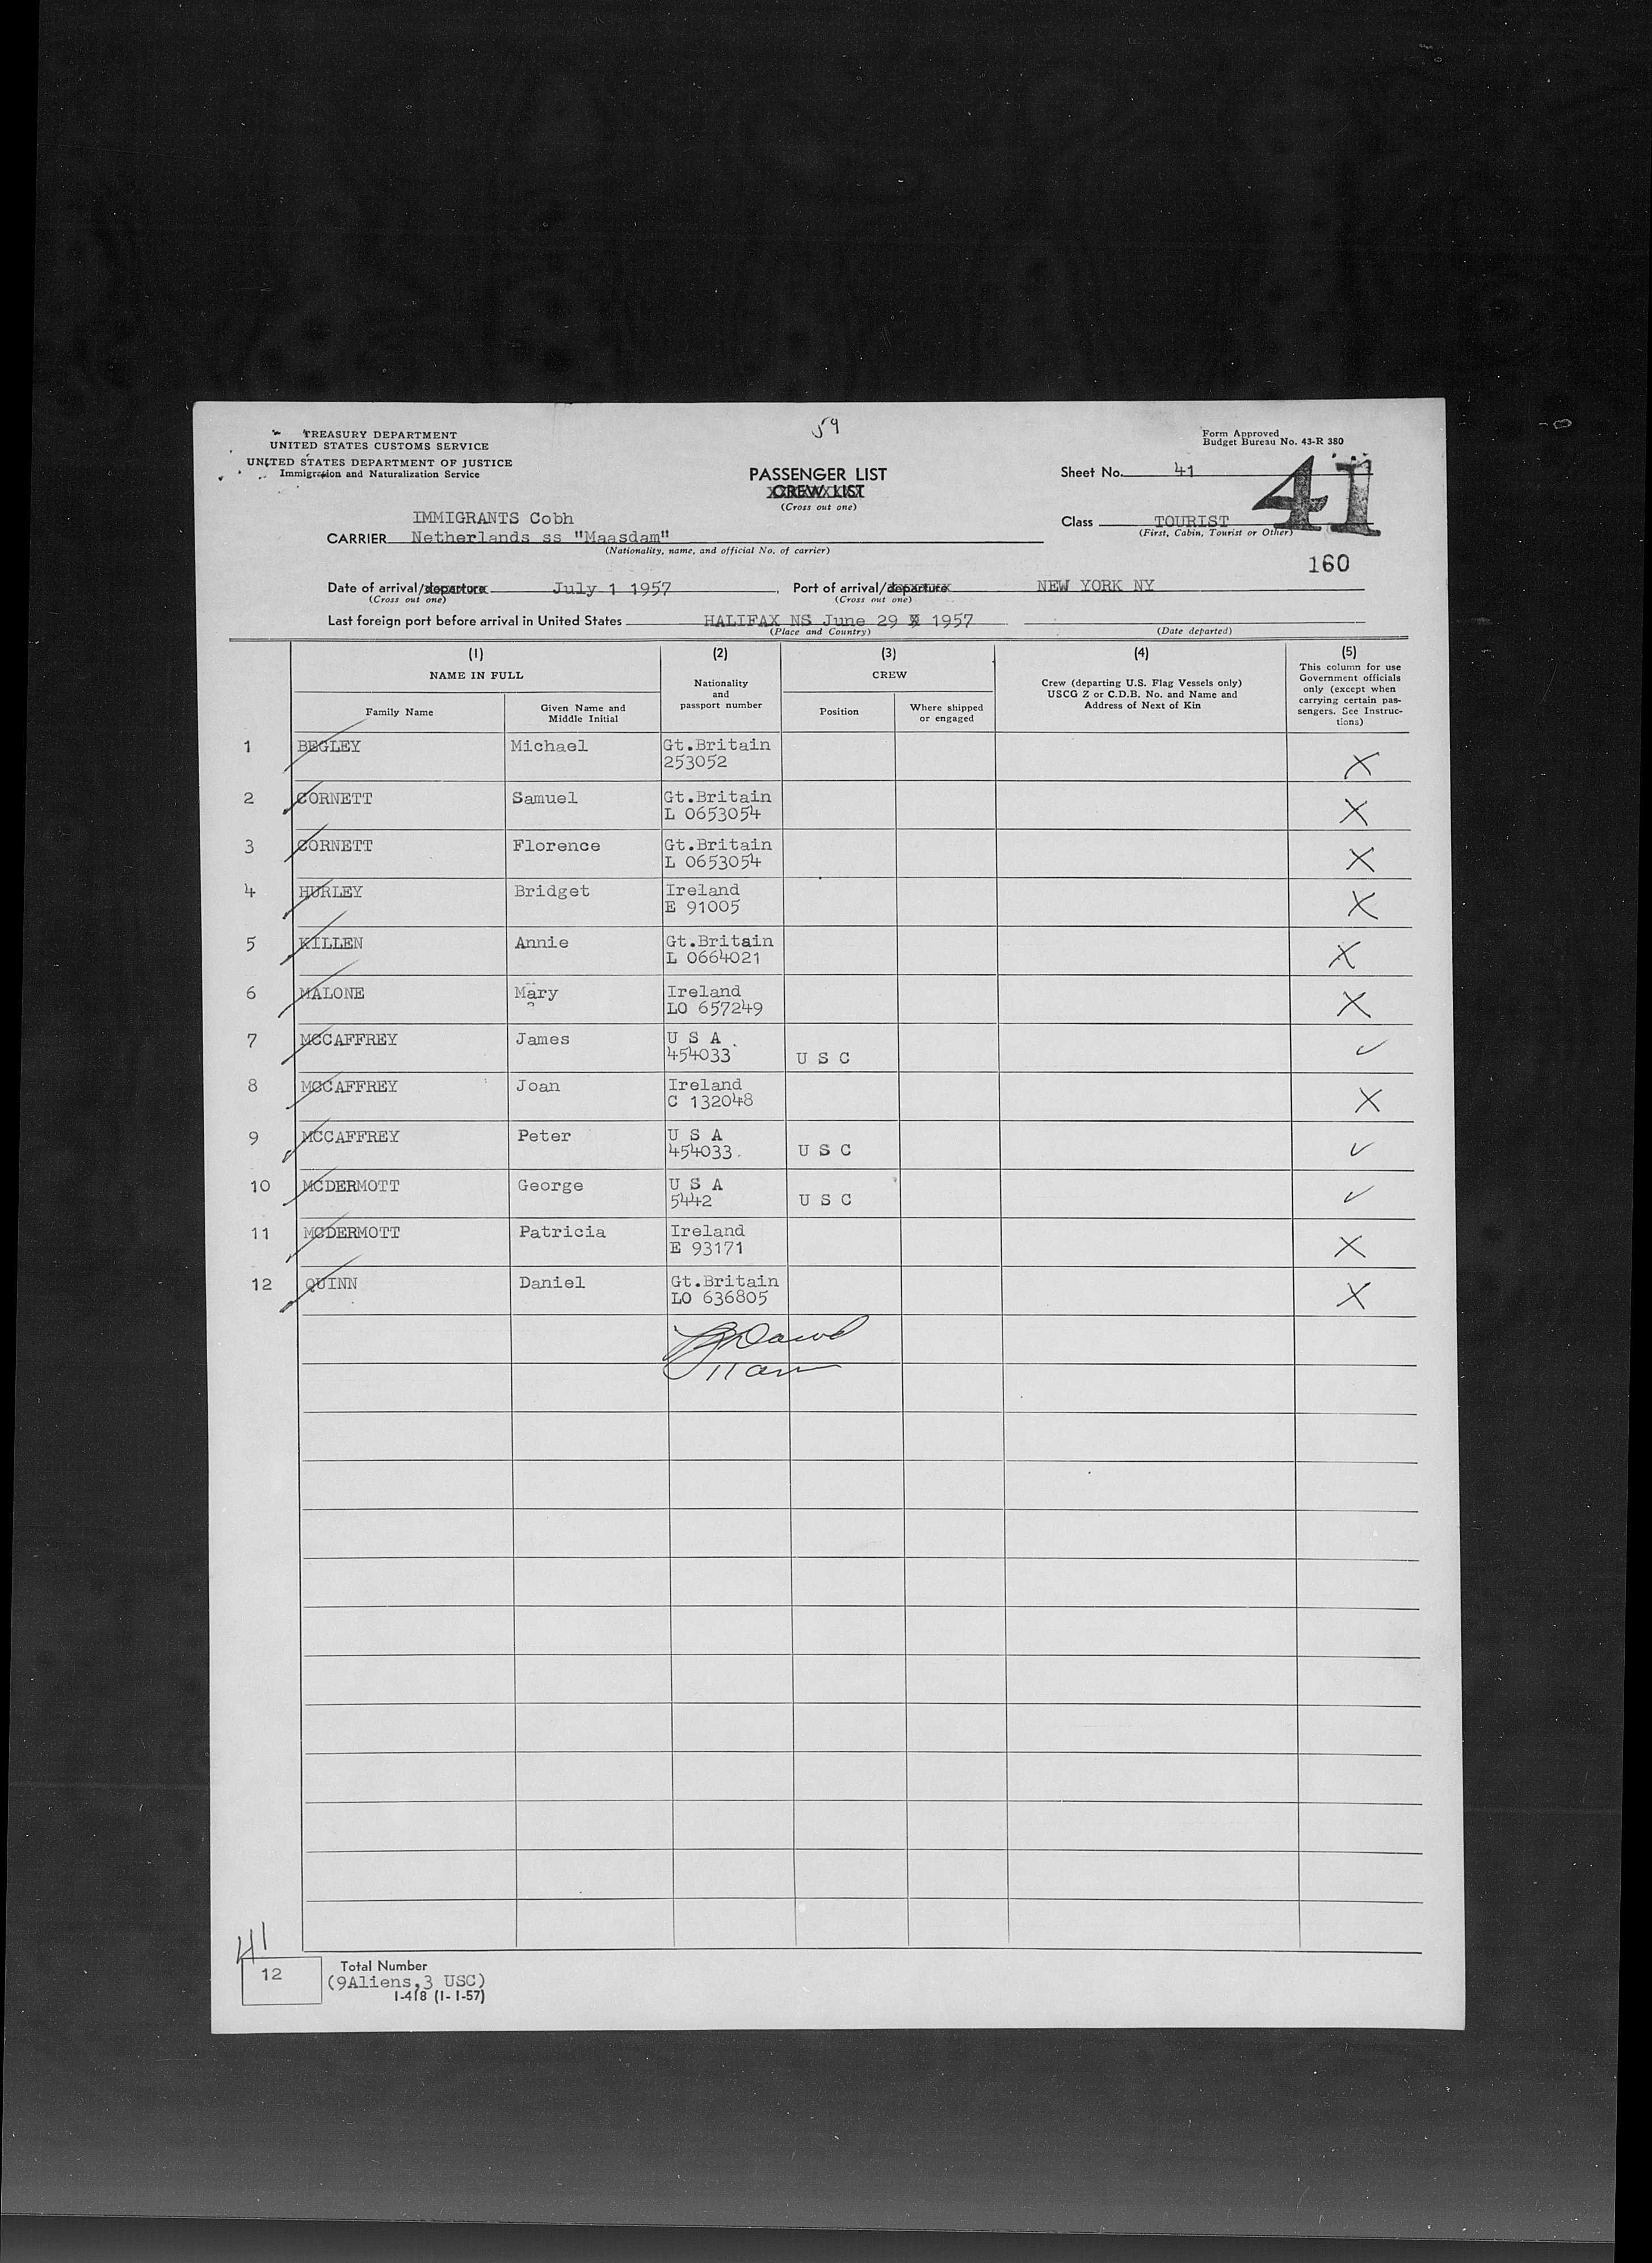 59
TREASURY DEPARTMENT
UNITED STATES CUSTOMS SERVICE
UNITED STATES DEPARTMENT OF JUSTICE
Immigration and Naturalization Service
Form Approved
Budget Bureau No. 43-R 380
PASSENGER LIST
CREW LIST
(Cross out one)
Sheet No. 41
41
IMMIGRANTS Cobh
CARRIER Netherlands ss "Maasdam"
(Nationality, name, and official No. of carrier)
Class TOURIST
(First, Cabin, Tourist or Other)
160
Date of arrival/departure July 1 1957, Port of arrival/departure NEW YORK NY
(Cross out one) (Cross out one)
Last foreign port before arrival in United States HALIFAX NS June 29 1957
(Place and Country) (Date departed)
(1) (2) (3) (4) (5)
NAME IN FULL
Family Name
Given Name and
Middle Initial
Nationality
and
passport number
CREW
Position
Where shipped
or engaged
Crew (departing U.S. Flag Vessels only)
USCG Z or C.D.B. No. and Name and
Address of Next of Kin
This column for use
Government officials
only (except when
carrying certain pas-
sengers. See Instruc-
tions)
1 BEGLEY Michael Gt.Britain X
253052
2 CORNETT Samuel Gt.Britain X
L 0653054
3 CORNETT Florence Gt.Britain X
L 0653054
4 HURLEY Bridget Ireland X
E 91005
5 KILLEN Annie Gt.Britain X
L 0664021
6 MALONE Mary Ireland X
LO 657249
7 MCCAFFREY James U S A ✓
454033 U S C
8 MCCAFFREY Joan Ireland X
C 132048
9 MCCAFFREY Peter U S A ✓
454033 U S C
10 MCDERMOTT George U S A ✓
5442 U S C
11 MCDERMOTT Patricia Ireland X
E 93171
12 QUINN Daniel Gt.Britain X
LO 636805
41
12 Total Number
(9Aliens,3 USC)
I-418 (1-1-57)